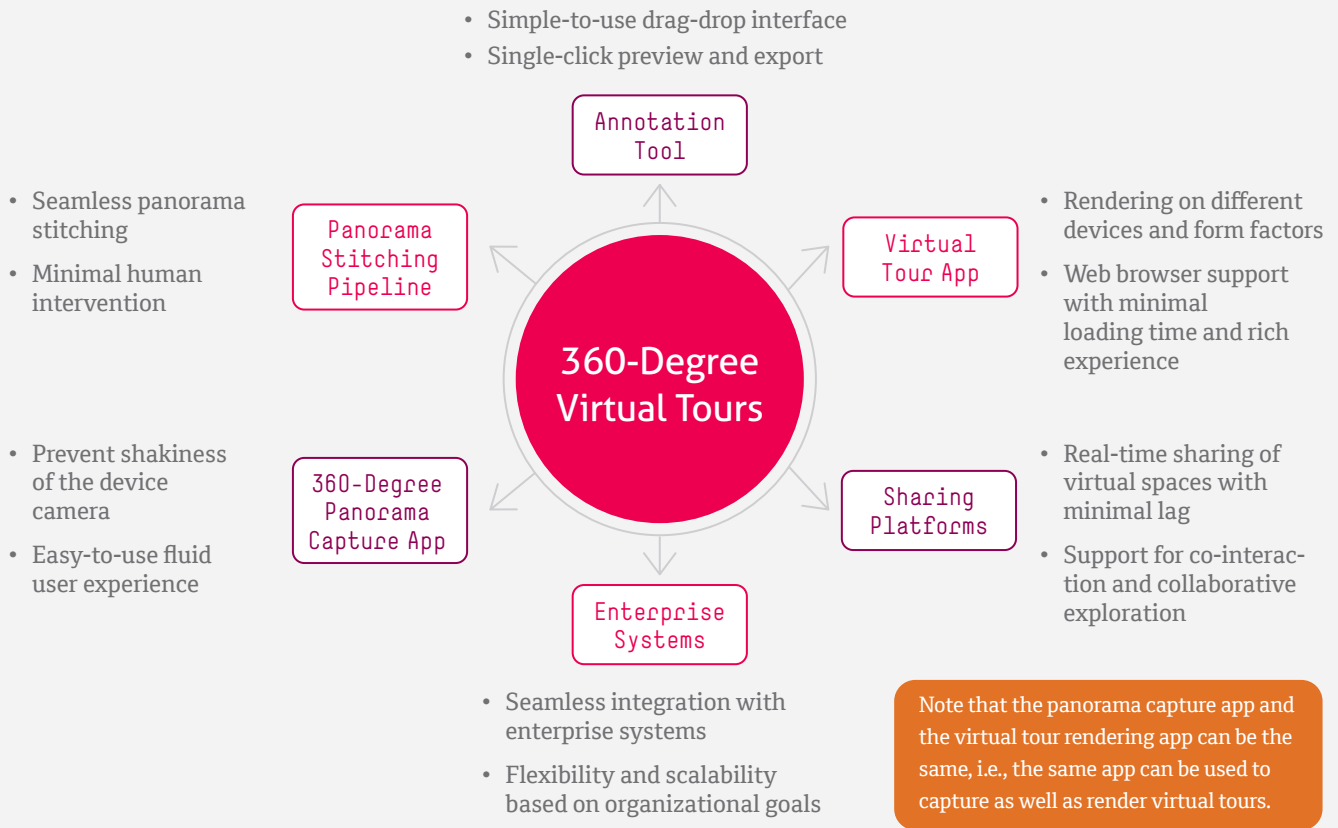 • Simple-to-use drag-drop interface
• Single-click preview and export
Annotation
Tool
• Seamless panorama
stitching
• Minimal human
intervention
Panorama
Stitching
Pipeline
Virtual
Tour App
• Rendering on different
devices and form factors
• Web browser support
with minimal
loading time and rich
experience
360-Degree
Virtual Tours
• Prevent shakiness
of the device
camera
• Easy-to-use fluid
user experience
360-Degree
Panorama
Capture App
Sharing
Platforms
• Real-time sharing of
virtual spaces with
minimal lag
• Support for co-interac-
tion and collaborative
exploration
Enterprise
Systems
• Seamless integration with
enterprise systems
• Flexibility and scalability
based on organizational goals
Note that the panorama capture app and
the virtual tour rendering app can be the
same, i.e., the same app can be used to
capture as well as render virtual tours.